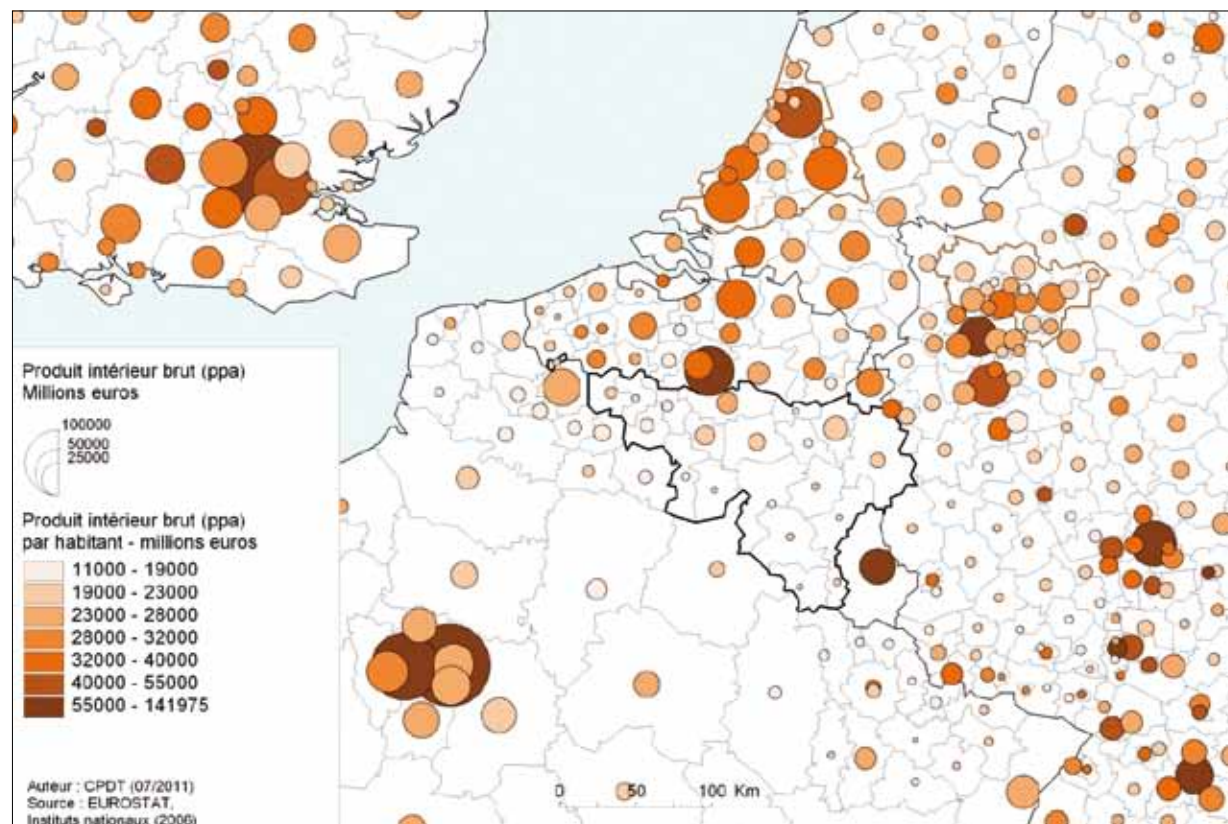 Produit intérieur brut (ppa)
Millions euros
100000
50000
25000
Produit intérieur brut (ppa)
par habitant - millions euros
11000 - 19000
19000 - 23000
23000 - 28000
28000 - 32000
32000 - 40000
40000 - 55000
55000 - 141975
Auteur : CPDT (07/2011)
Source : EUROSTAT,
Instituts nationaux (2006)
0 50 100 Km